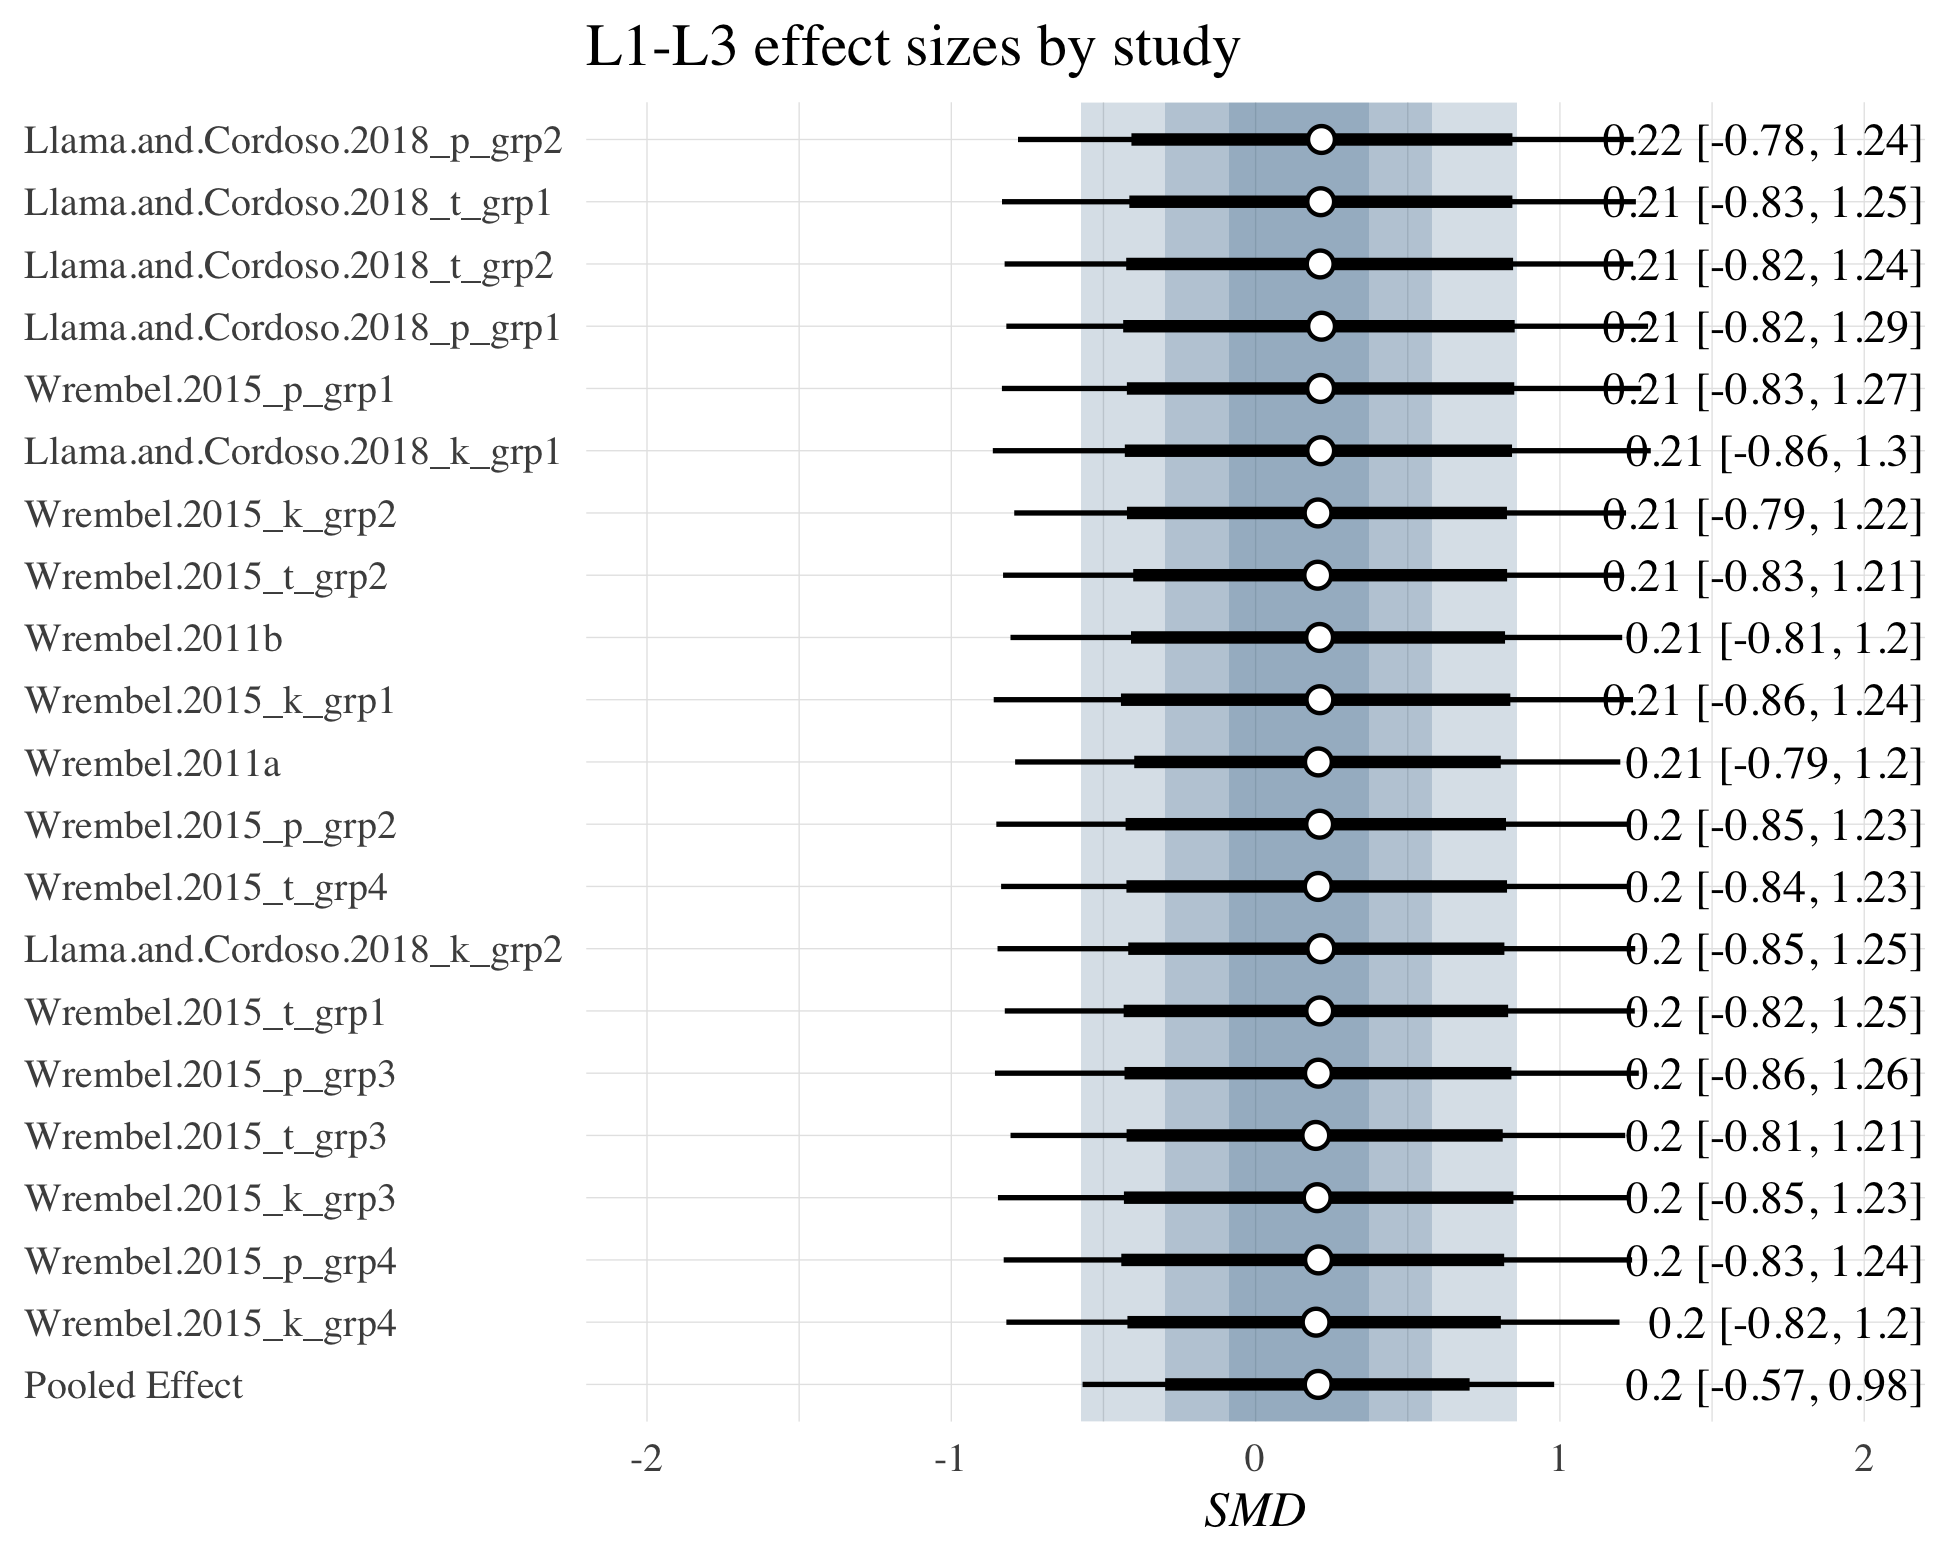 L1-L3 effect sizes by study
Llama.and.Cordoso.2018_p_grp2 0.22 [-0.78, 1.24]
Llama.and.Cordoso.2018_t_grp1 0.21 [-0.83, 1.25]
Llama.and.Cordoso.2018_t_grp2 0.21 [-0.82, 1.24]
Llama.and.Cordoso.2018_p_grp1 0.21 [-0.82, 1.29]
Wrembel.2015_p_grp1 0.21 [-0.83, 1.27]
Llama.and.Cordoso.2018_k_grp1 0.21 [-0.86, 1.3]
Wrembel.2015_k_grp2 0.21 [-0.79, 1.22]
Wrembel.2015_t_grp2 0.21 [-0.83, 1.21]
Wrembel.2011b 0.21 [-0.81, 1.2]
Wrembel.2015_k_grp1 0.21 [-0.86, 1.24]
Wrembel.2011a 0.21 [-0.79, 1.2]
Wrembel.2015_p_grp2 0.2 [-0.85, 1.23]
Wrembel.2015_t_grp4 0.2 [-0.84, 1.23]
Llama.and.Cordoso.2018_k_grp2 0.2 [-0.85, 1.25]
Wrembel.2015_t_grp1 0.2 [-0.82, 1.25]
Wrembel.2015_p_grp3 0.2 [-0.86, 1.26]
Wrembel.2015_t_grp3 0.2 [-0.81, 1.21]
Wrembel.2015_k_grp3 0.2 [-0.85, 1.23]
Wrembel.2015_p_grp4 0.2 [-0.83, 1.24]
Wrembel.2015_k_grp4 0.2 [-0.82, 1.2]
Pooled Effect 0.2 [-0.57, 0.98]
-2 -1 0 1 2
SMD